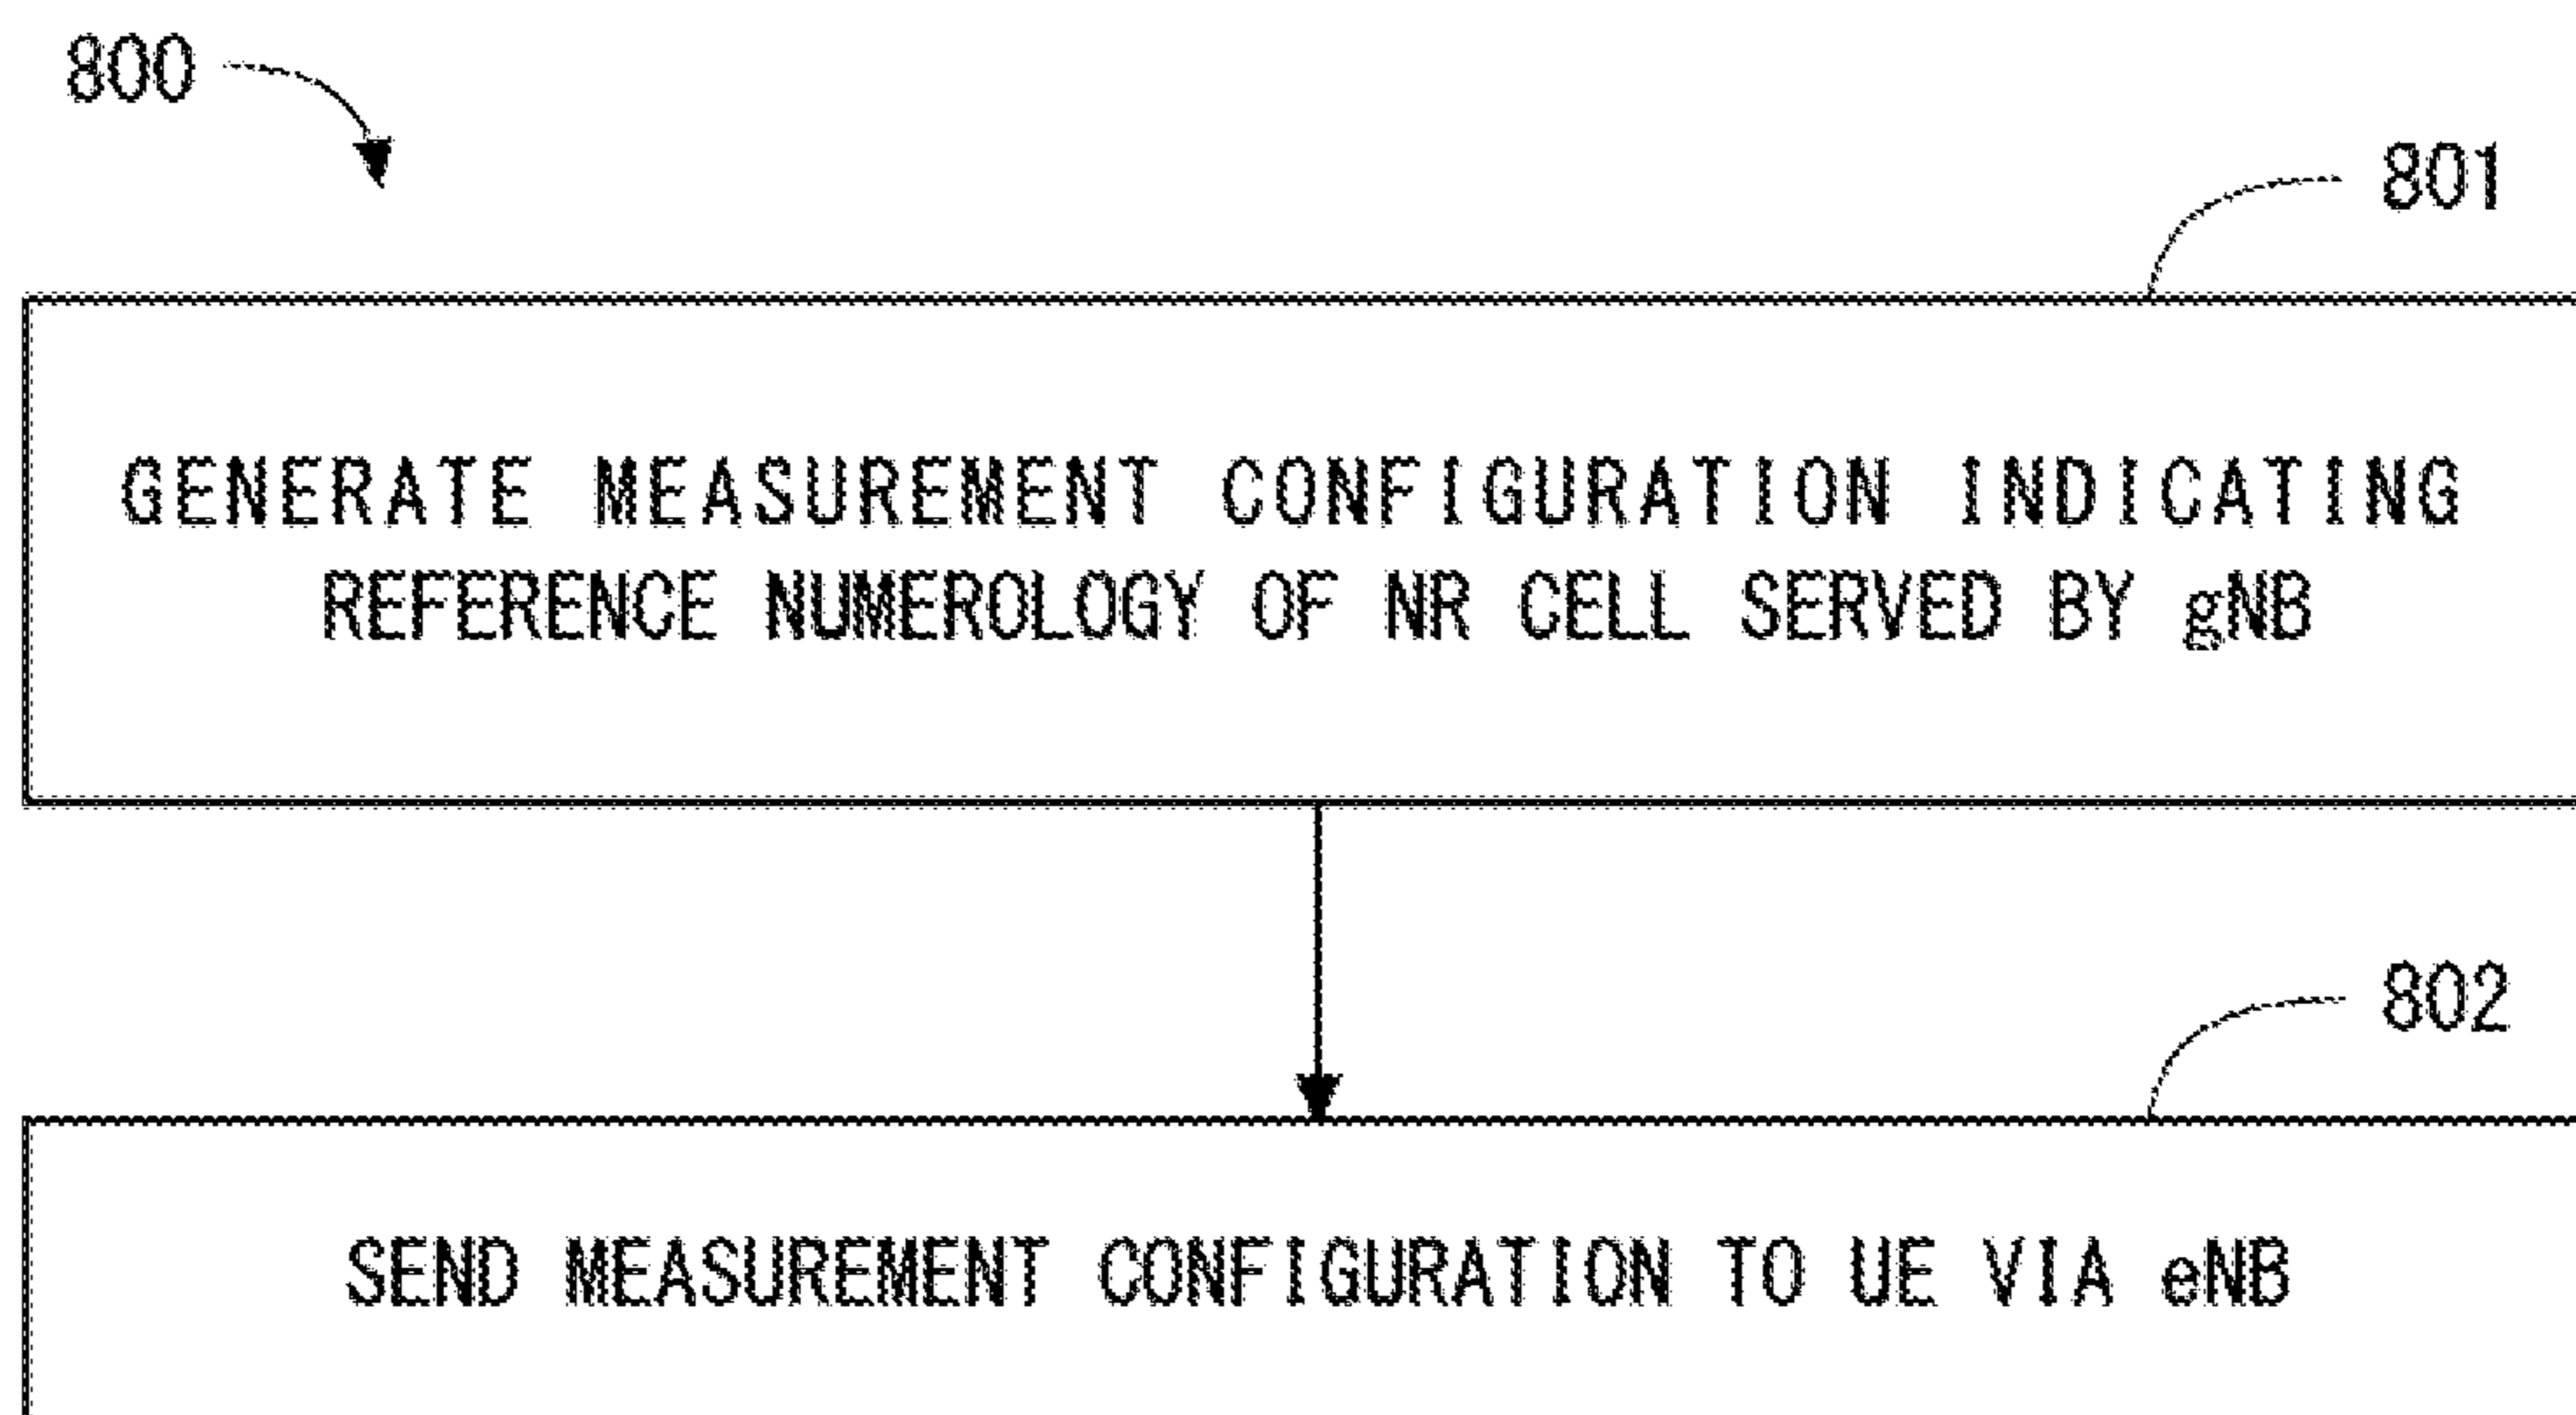 800
801
GENERATE MEASUREMENT CONFIGURATION INDICATING
REFERENCE NUMEROLOGY OF NR CELL SERVED BY gNB
802
SEND MEASUREMENT CONFIGURATION TO UE VIA eNB